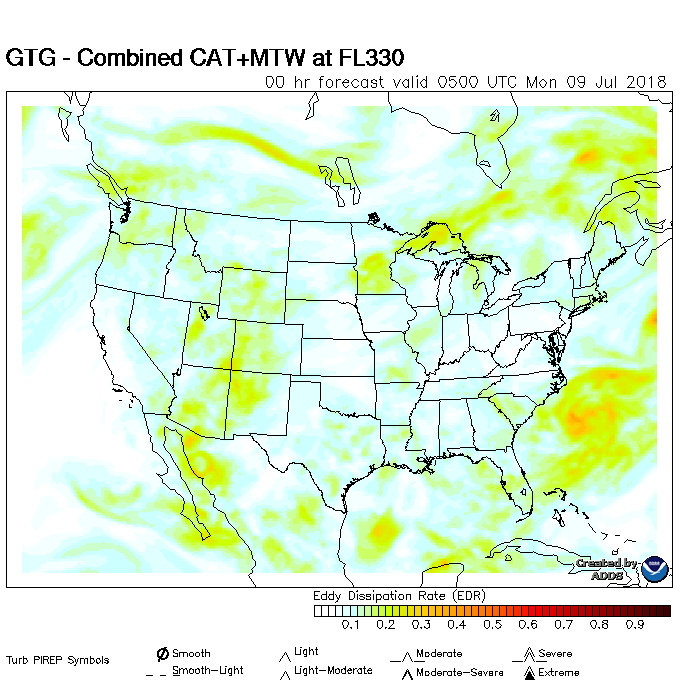 GTG - Combined CAT+MTW at FL330
00 hr forecast valid 0500 UTC Mon 09 Jul 2018
Created by
ADDS
Eddy Dissipation Rate (EDR)
0.1 0.2 0.3 0.4 0.5 0.6 0.7 0.8 0.9
Turb PIREP Symbols
Smooth Light Moderate Severe
Smooth-Light Light-Moderate Moderate-Severe Extreme